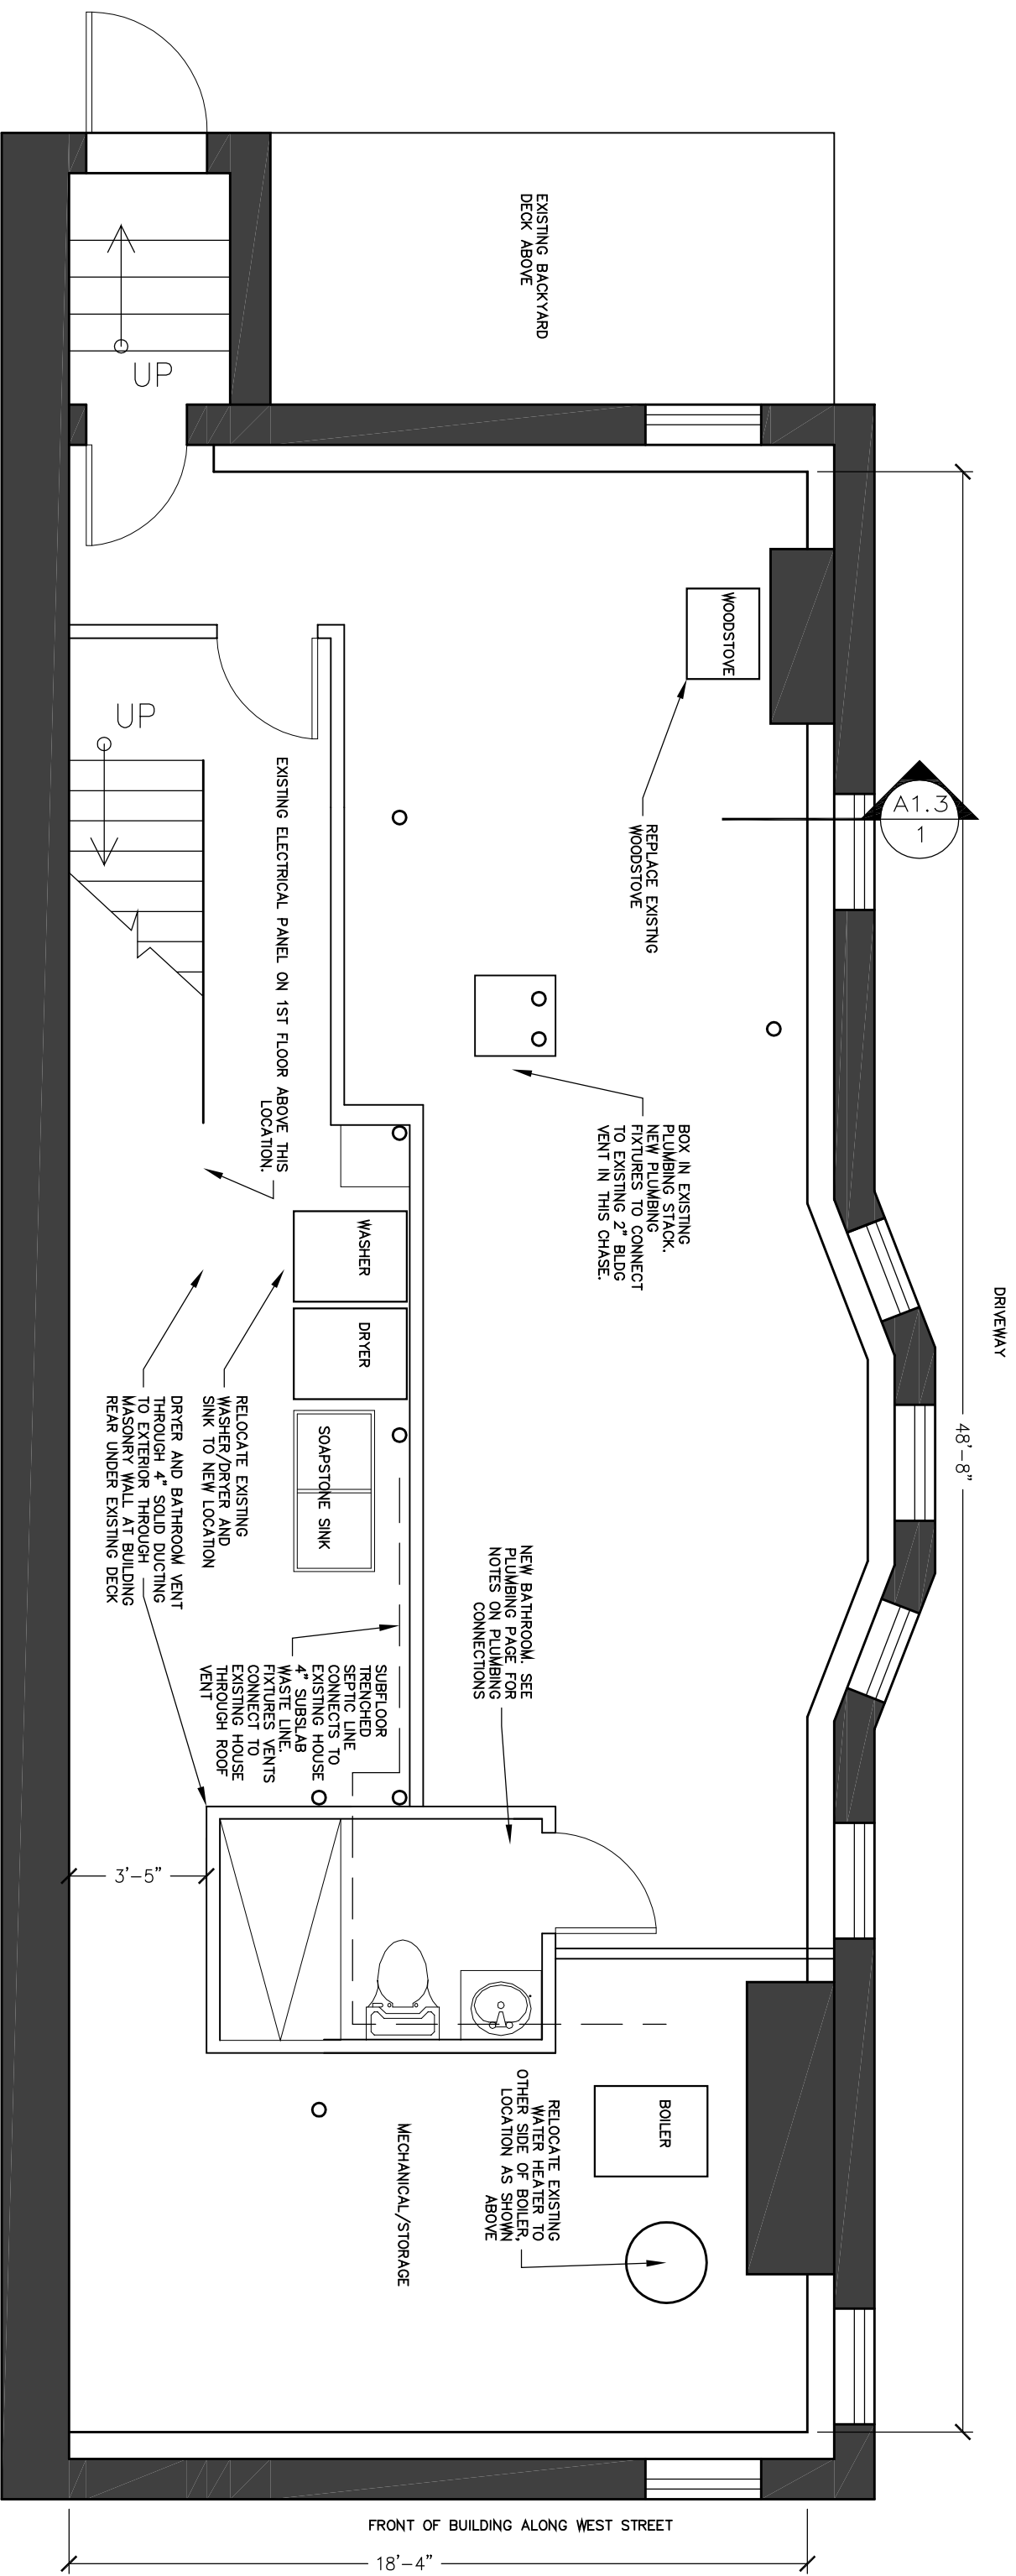 DRIVEWAY
48'-8"
A1.3
1
EXISTING BACKYARD
DECK ABOVE
UP
WOODSTOVE
REPLACE EXISTNG
WOODSTOVE
UP
EXISTING ELECTRICAL PANEL ON 1ST FLOOR ABOVE THIS
LOCATION.
BOX IN EXISTING
PLUMBING STACK.
NEW PLUMBING
FIXTURES TO CONNECT
TO EXISTING 2" BLDG
VENT IN THIS CHASE.
WASHER
DRYER
SOAPSTONE SINK
RELOCATE EXISTING
WASHER/DRYER AND
SINK TO NEW LOCATION
DRYER AND BATHROOM VENT
THROUGH 4" SOLID DUCTING
TO EXTERIOR THROUGH
MASONRY WALL AT BUILDING
REAR UNDER EXISTING DECK
NEW BATHROOM. SEE
PLUMBING PAGE FOR
NOTES ON PLUMBING
CONNECTIONS
SUBFLOOR
TRENCHED
SEPTIC LINE
CONNECTS TO
EXISTING HOUSE
4" SUBSLAB
WASTE LINE.
FIXTURES VENTS
CONNECT TO
EXISTING HOUSE
THROUGH ROOF
VENT
3'-5"
BOILER
RELOCATE EXISTING
WATER HEATER TO
OTHER SIDE OF BOILER,
LOCATION AS SHOWN
ABOVE
MECHANICAL/STORAGE
FRONT OF BUILDING ALONG WEST STREET
18'-4"